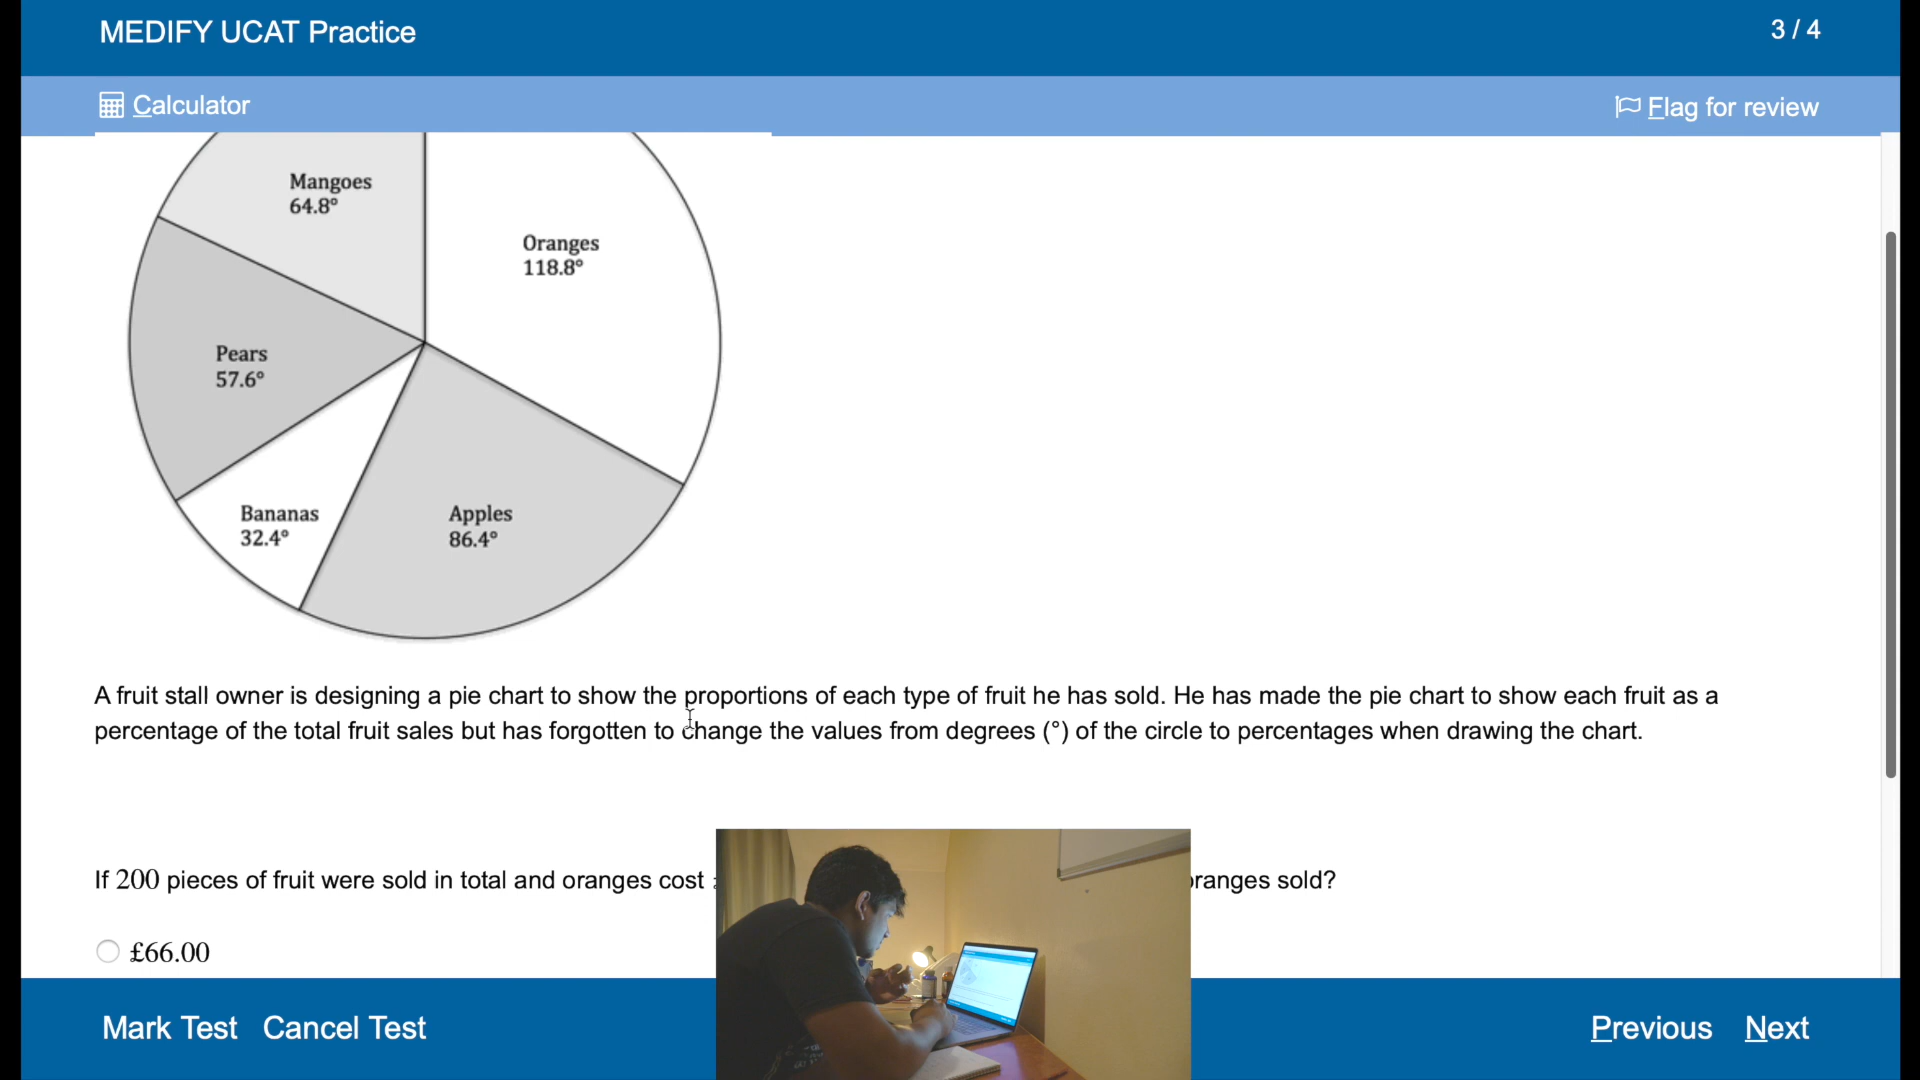 MEDIFY UCAT Practice
3 / 4
Calculator
Flag for review
Mangoes
64.8°
Oranges
118.8°
Pears
57.6°
Bananas
32.4°
Apples
86.4°
A fruit stall owner is designing a pie chart to show the proportions of each type of fruit he has sold. He has made the pie chart to show each fruit as a
percentage of the total fruit sales but has forgotten to change the values from degrees (°) of the circle to percentages when drawing the chart.
If 200 pieces of fruit were sold in total and oranges cost
ranges sold?
£66.00
Mark Test
Cancel Test
Previous
Next